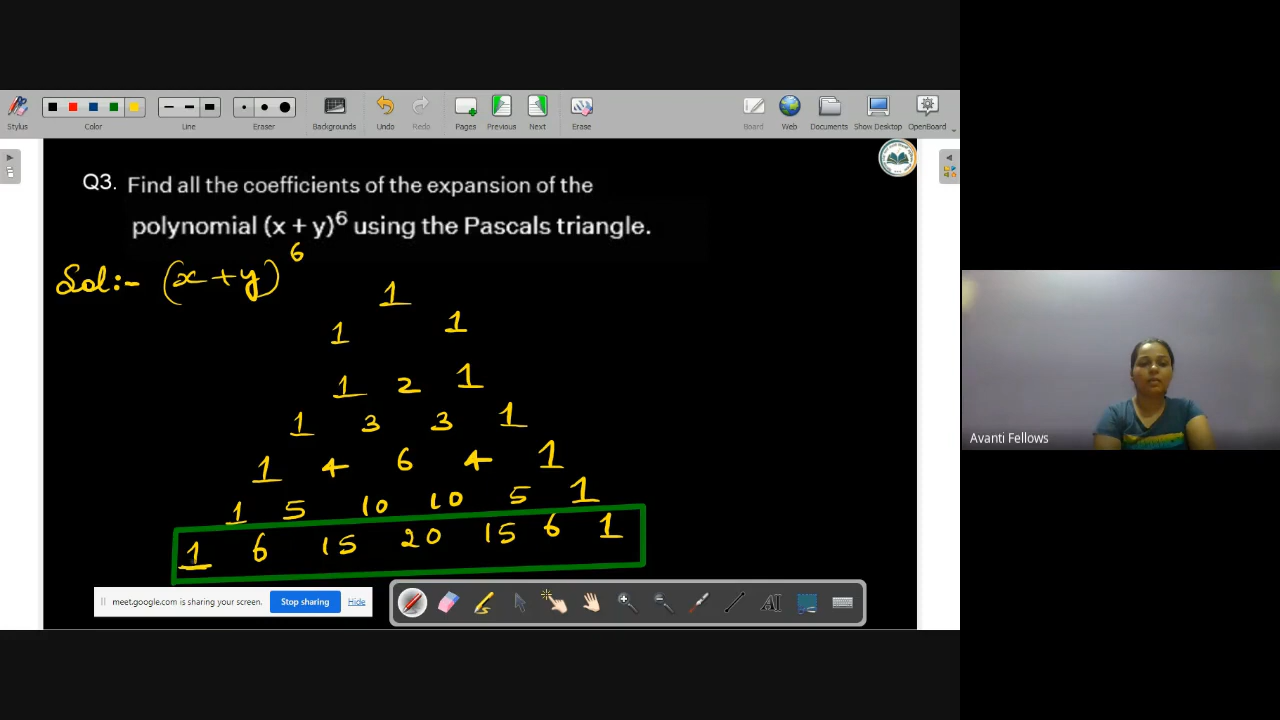 Stylus
Color
Line
Eraser
Backgrounds
Undo
Redo
Pages
Previous
Next
Erase
Board
Web
Documents
Show Desktop
OpenBoard
Q3. Find all the coefficients of the expansion of the
polynomial (x + y)⁶ using the Pascals triangle.
Sol:- (x+y)⁶
1
1 1
1 2 1
1 3 3 1
1 4 6 4 1
1 5 10 10 5 1
1 6 15 20 15 6 1
meet.google.com is sharing your screen. Stop sharing Hide
AI
Avanti Fellows